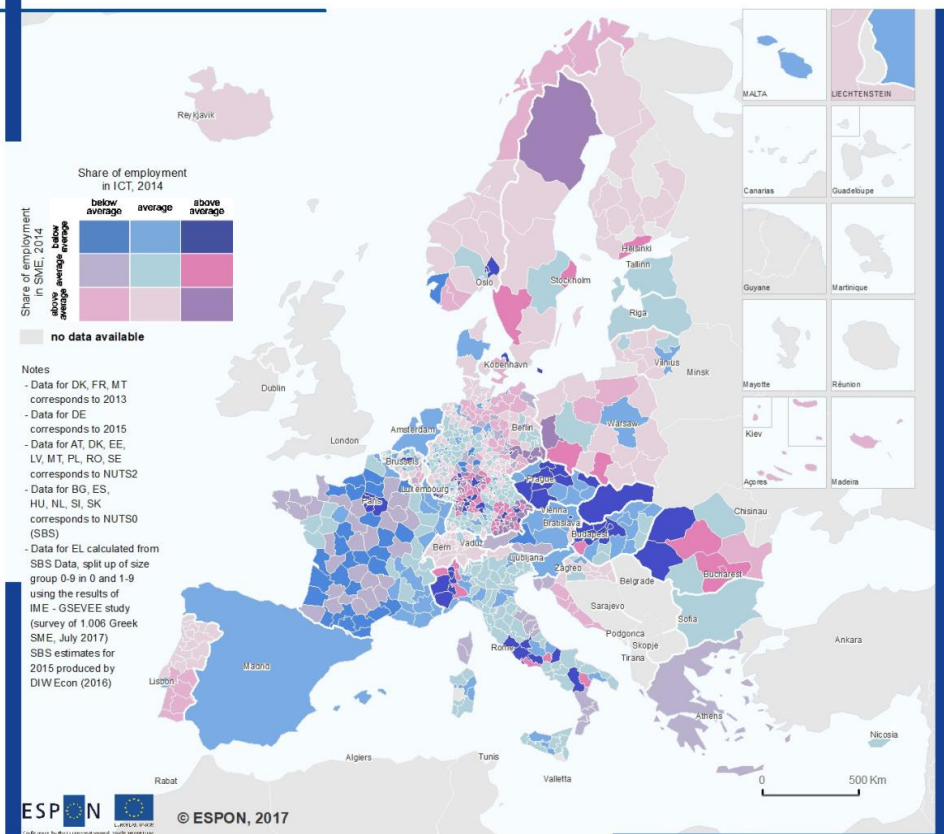 MALTA
LIECHTENSTEIN
Reykjavik
Canarias
Guadeloupe
Share of employment
in ICT, 2014
below
average
average
above
average
Share of employment
in SME, 2014
below
average
average
above
average
no data available
Helsinki
Tallinn
Oslo
Stockholm
Guyane
Martinique
Riga
Notes
- Data for DK, FR, MT
corresponds to 2013
- Data for DE
corresponds to 2015
- Data for AT, DK, EE,
LV, MT, PL, RO, SE
corresponds to NUTS2
- Data for BG, ES,
HU, NL, SI, SK
corresponds to NUTS0
(SBS)
- Data for EL calculated from
SBS Data, split up of size
group 0-9 in 0 and 1-9
using the results of
IME - GSEVEE study
(survey of 1.006 Greek
SME, July 2017)
SBS estimates for
2015 produced by
DIW Econ (2016)
København
Vilnius
Minsk
Mayotte
Réunion
Dublin
London
Amsterdam
Berlin
Warsaw
Brussels
Kiev
Açores
Madeira
Luxembourg
Prague
Paris
Vienna
Bratislava
Budapest
Chisinau
Bern
Vaduz
Ljubljana
Zagreb
Belgrade
Bucharest
Sarajevo
Sofia
Podgorica
Skopje
Tirana
Rome
Madrid
Lisbon
Ankara
Athens
Nicosia
Algiers
Tunis
Valletta
Rabat
0 500 Km
ESPON
© ESPON, 2017